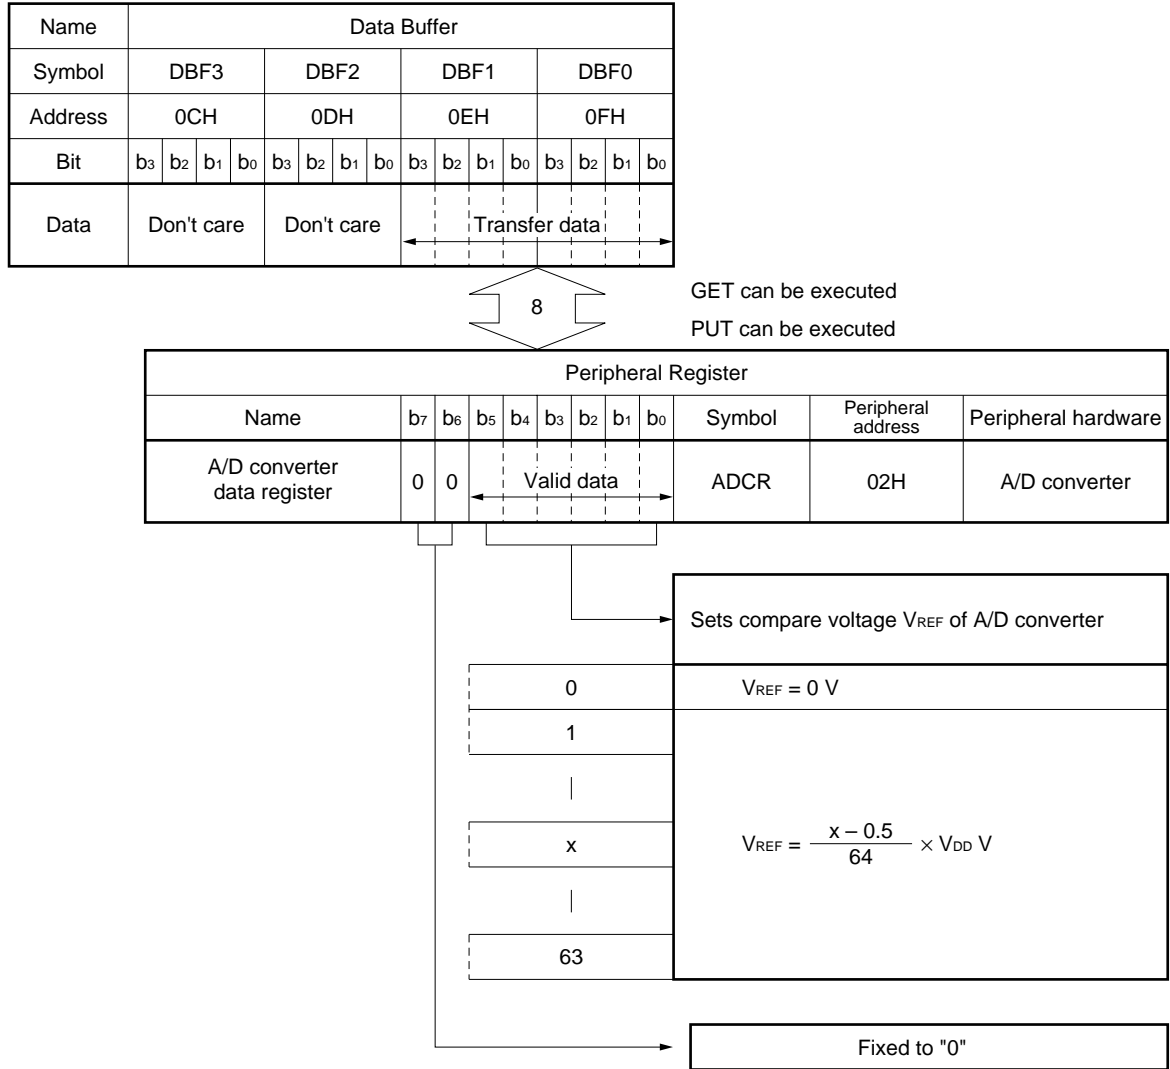 Name Data Buffer
Symbol DBF3 DBF2 DBF1 DBF0
Address 0CH 0DH 0EH 0FH
Bit b3 b2 b1 b0 b3 b2 b1 b0 b3 b2 b1 b0 b3 b2 b1 b0
Data Don't care Don't care Transfer data
8
GET can be executed
PUT can be executed
Peripheral Register
Name b7 b6 b5 b4 b3 b2 b1 b0 Symbol Peripheral address Peripheral hardware
A/D converter data register 0 0 Valid data ADCR 02H A/D converter
Sets compare voltage VREF of A/D converter
0 VREF = 0 V
1
x VREF = x – 0.5 / 64 × VDD V
63
Fixed to "0"